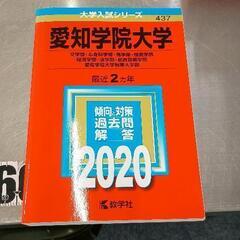 大学入試シリーズ
437
愛知学院大学
文学部・心身科学部・商学部・経営学部
経済学部・法学部・総合政策学部
愛知学院大学短期大学部
最近2カ年
傾向と対策
過去問
解答
2020
教学社